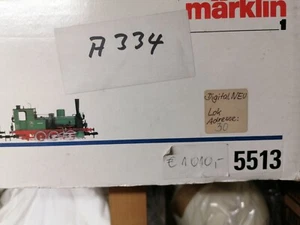 märklin
1
A 334
Digital NEU
Lok
Adresse:
30
€ 1010,-
5513